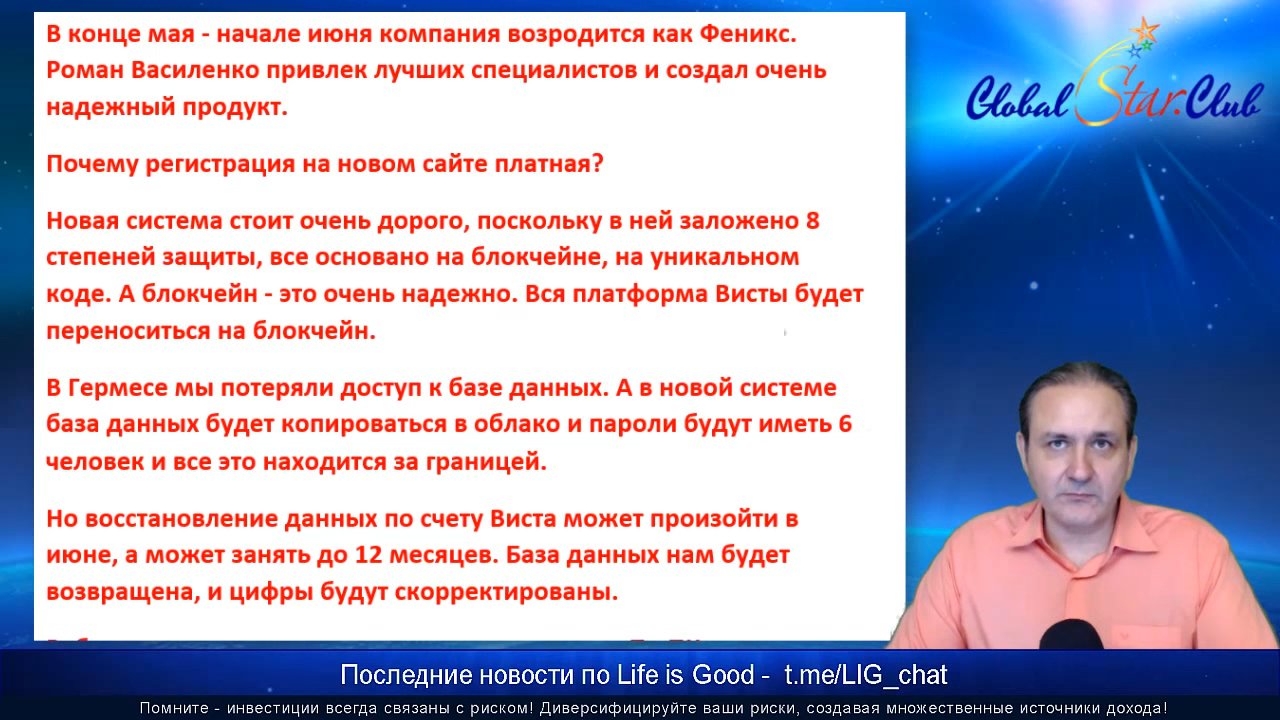 В конце мая - начале июня компания возродится как Феникс.
Роман Василенко привлек лучших специалистов и создал очень
надежный продукт.
Почему регистрация на новом сайте платная?
Новая система стоит очень дорого, поскольку в ней заложено 8
степеней защиты, все основано на блокчейне, на уникальном
коде. А блокчейн - это очень надежно. Вся платформа Висты будет
переноситься на блокчейн.
В Гермесе мы потеряли доступ к базе данных. А в новой системе
база данных будет копироваться в облако и пароли будут иметь 6
человек и все это находится за границей.
Но восстановление данных по счету Виста может произойти в
июне, а может занять до 12 месяцев. База данных нам будет
возвращена, и цифры будут скорректированы.
Global Star.Club
Последние новости по Life is Good - t.me/LIG_chat
Помните - инвестиции всегда связаны с риском! Диверсифицируйте ваши риски, создавая множественные источники дохода!